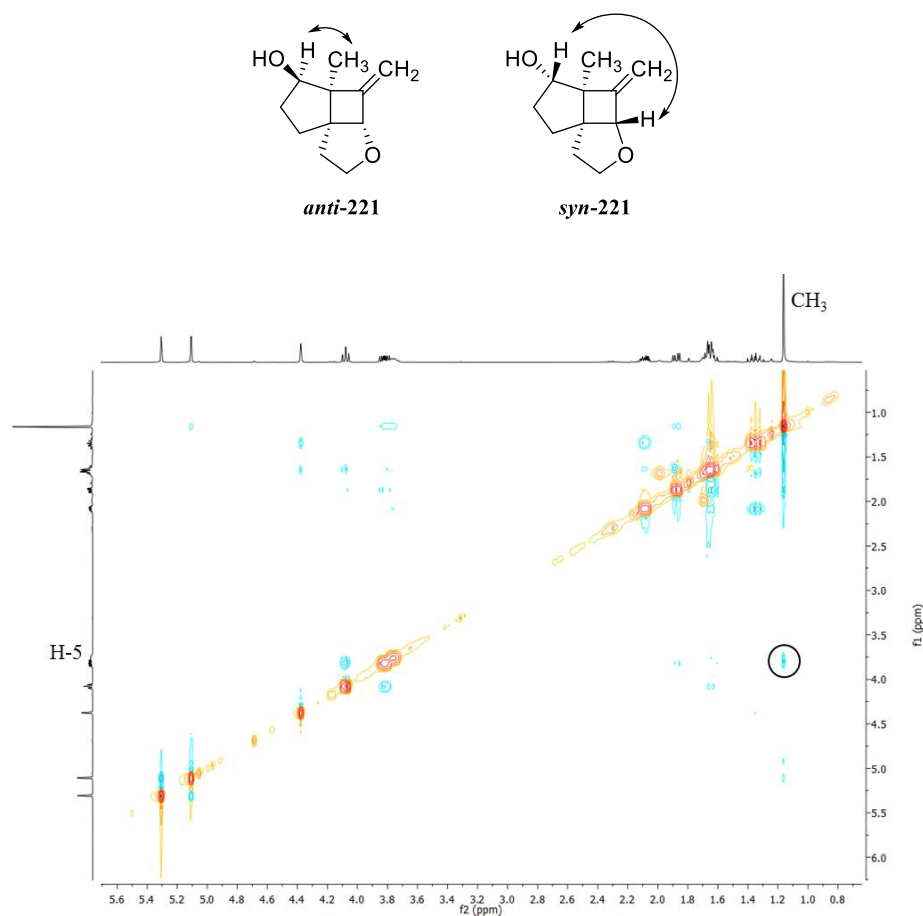 HO H CH₃ CH₂
O
anti-221
HO H CH₃ CH₂
H
O
syn-221
CH₃
H-5
1.0
1.5
2.0
2.5
3.0
3.5
4.0
4.5
5.0
5.5
6.0
f1 (ppm)
5.6 5.4 5.2 5.0 4.8 4.6 4.4 4.2 4.0 3.8 3.6 3.4 3.2 3.0 2.8 2.6 2.4 2.2 2.0 1.8 1.6 1.4 1.2 1.0 0.8
f2 (ppm)